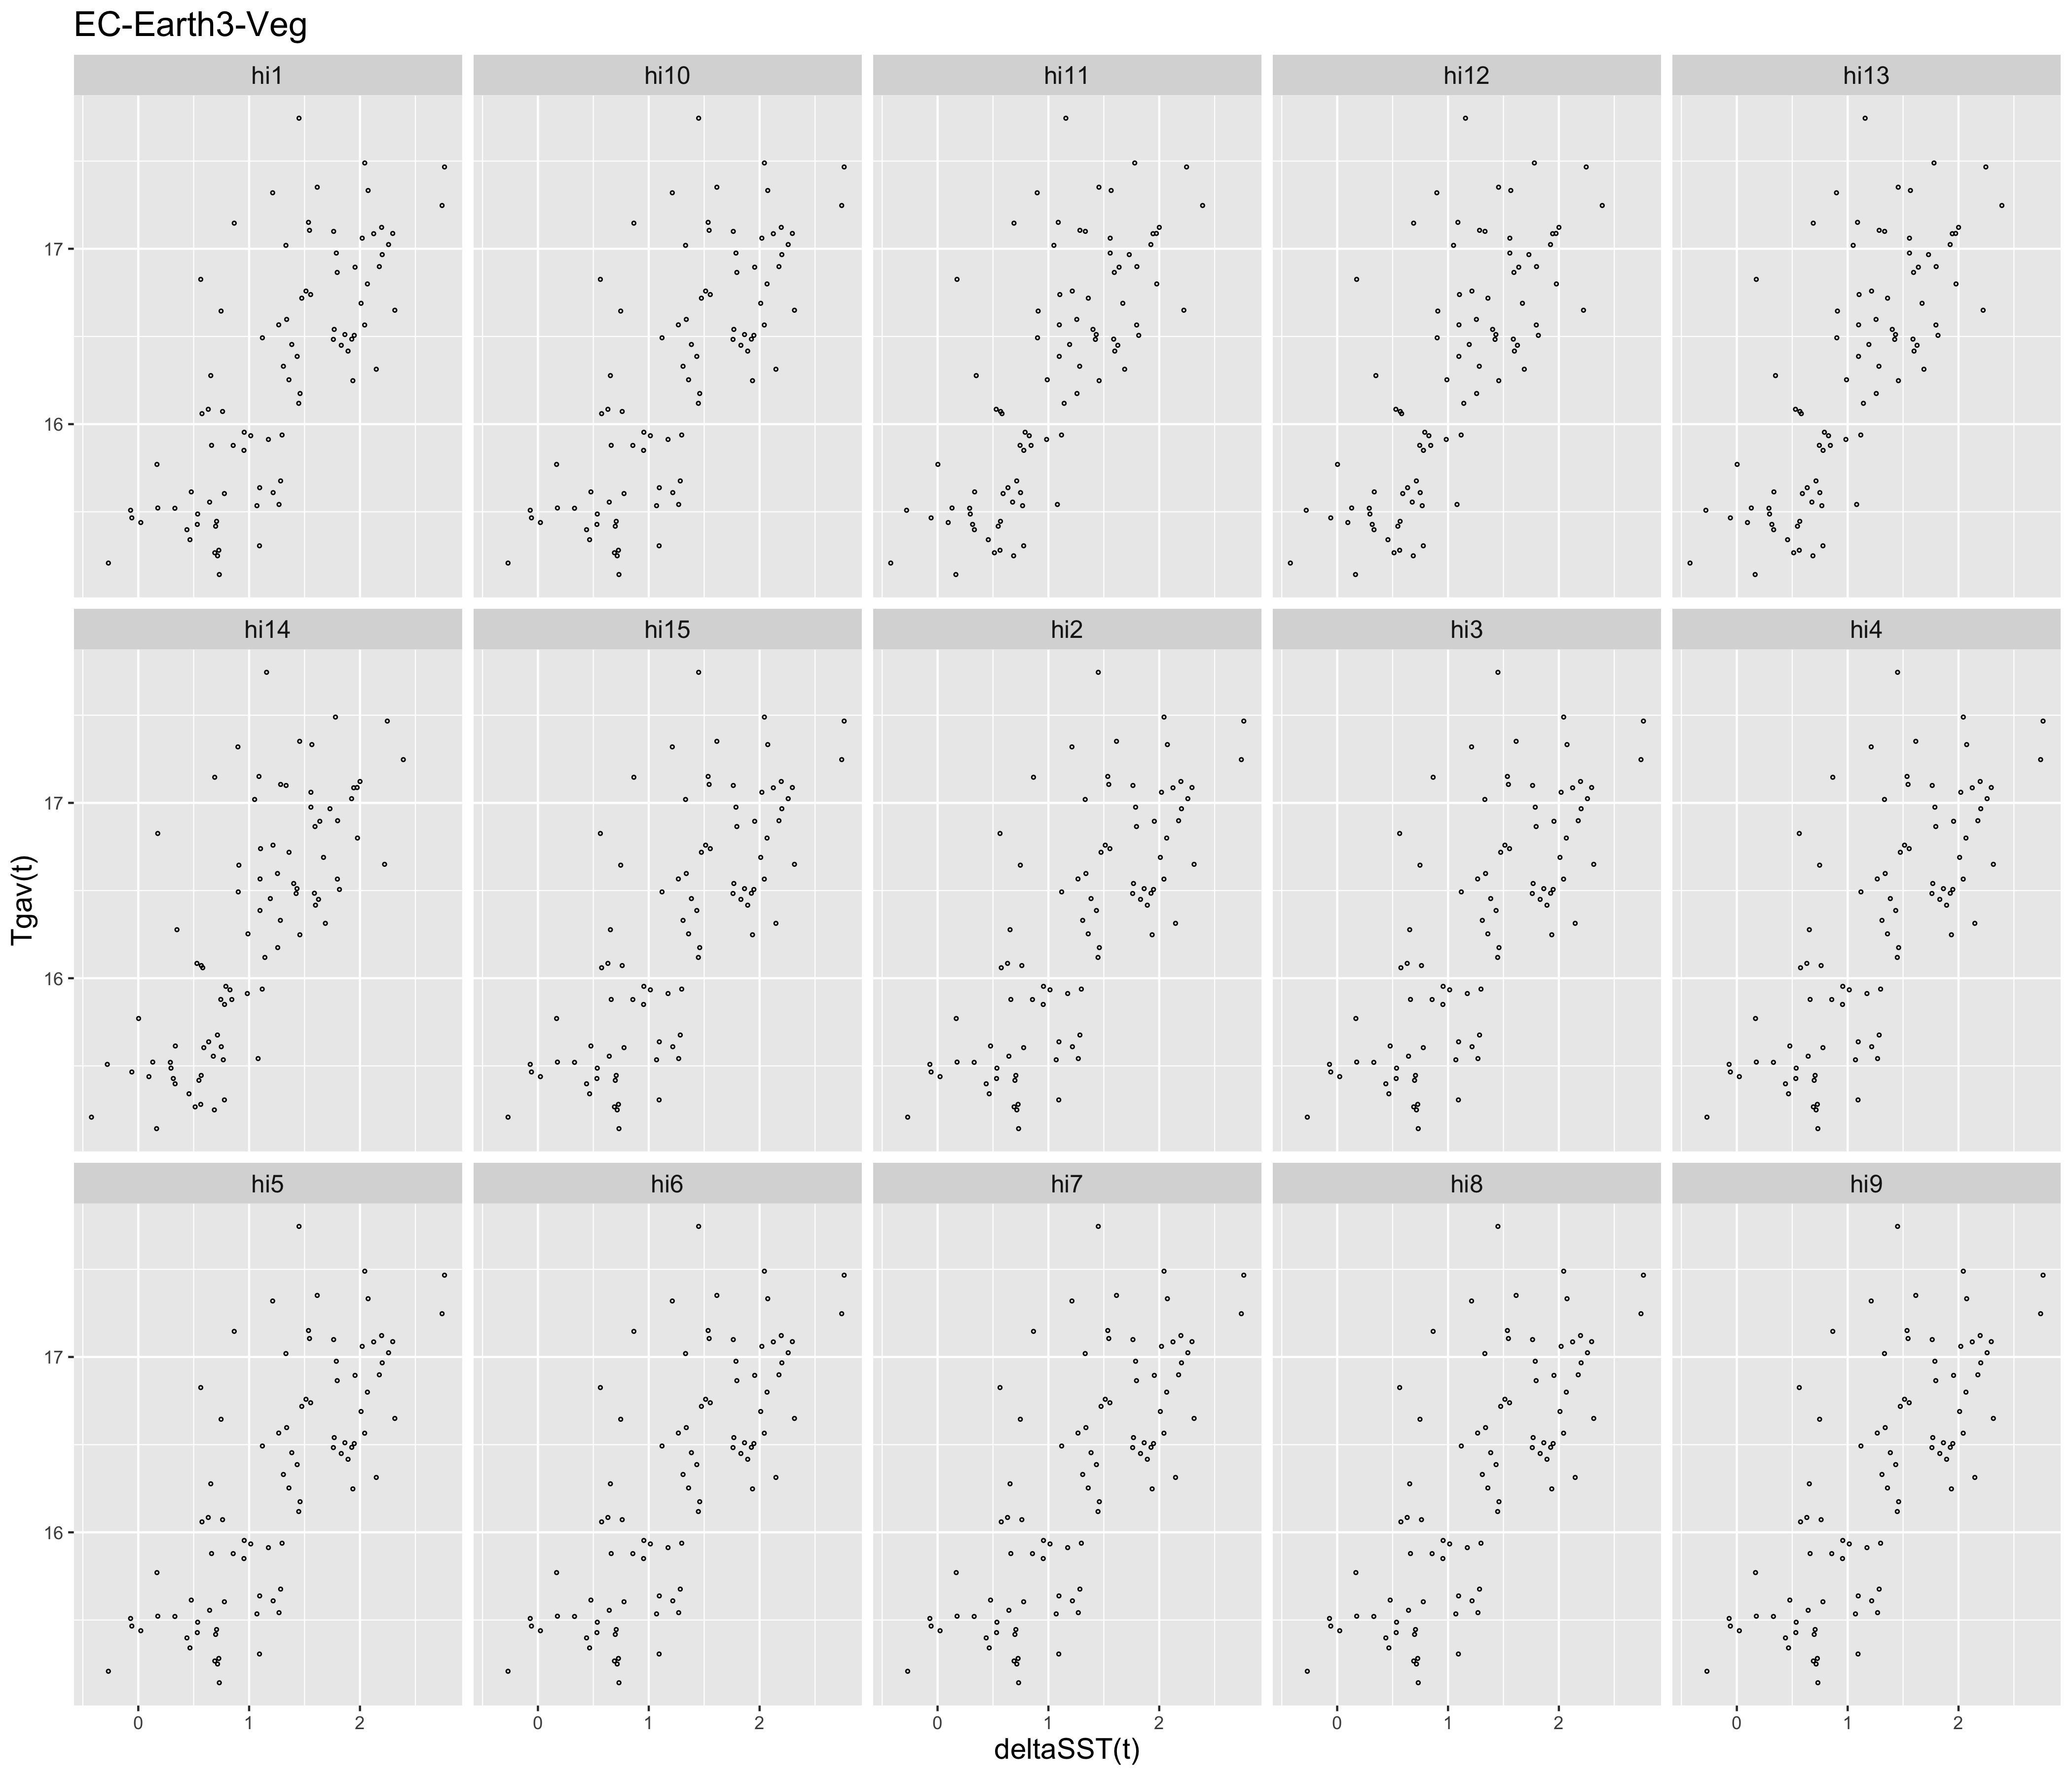 EC-Earth3-Veg
hi1 hi10 hi11 hi12 hi13
17
16
hi14 hi15 hi2 hi3 hi4
17
16
Tgav(t)
hi5 hi6 hi7 hi8 hi9
17
16
0 1 2 0 1 2 0 1 2 0 1 2 0 1 2
deltaSST(t)